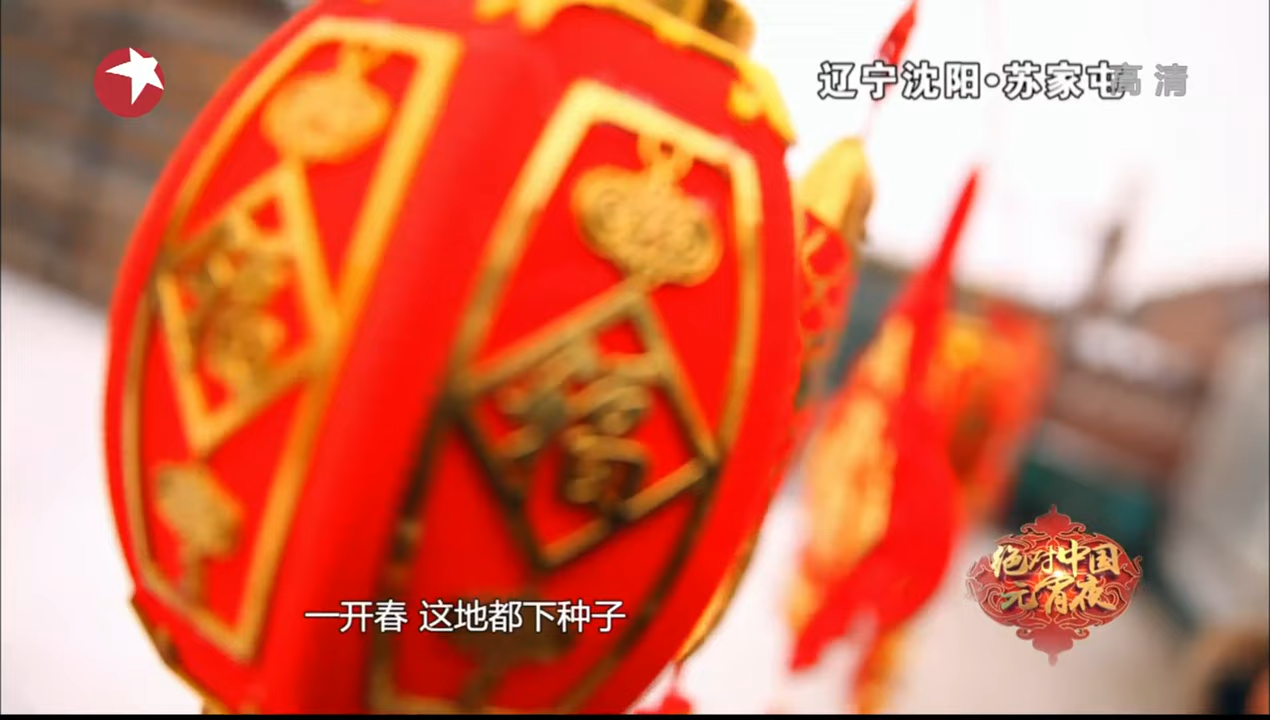 辽宁沈阳·苏家屯
高清
福
一开春 这地都下种子
绝对中国
元宵夜